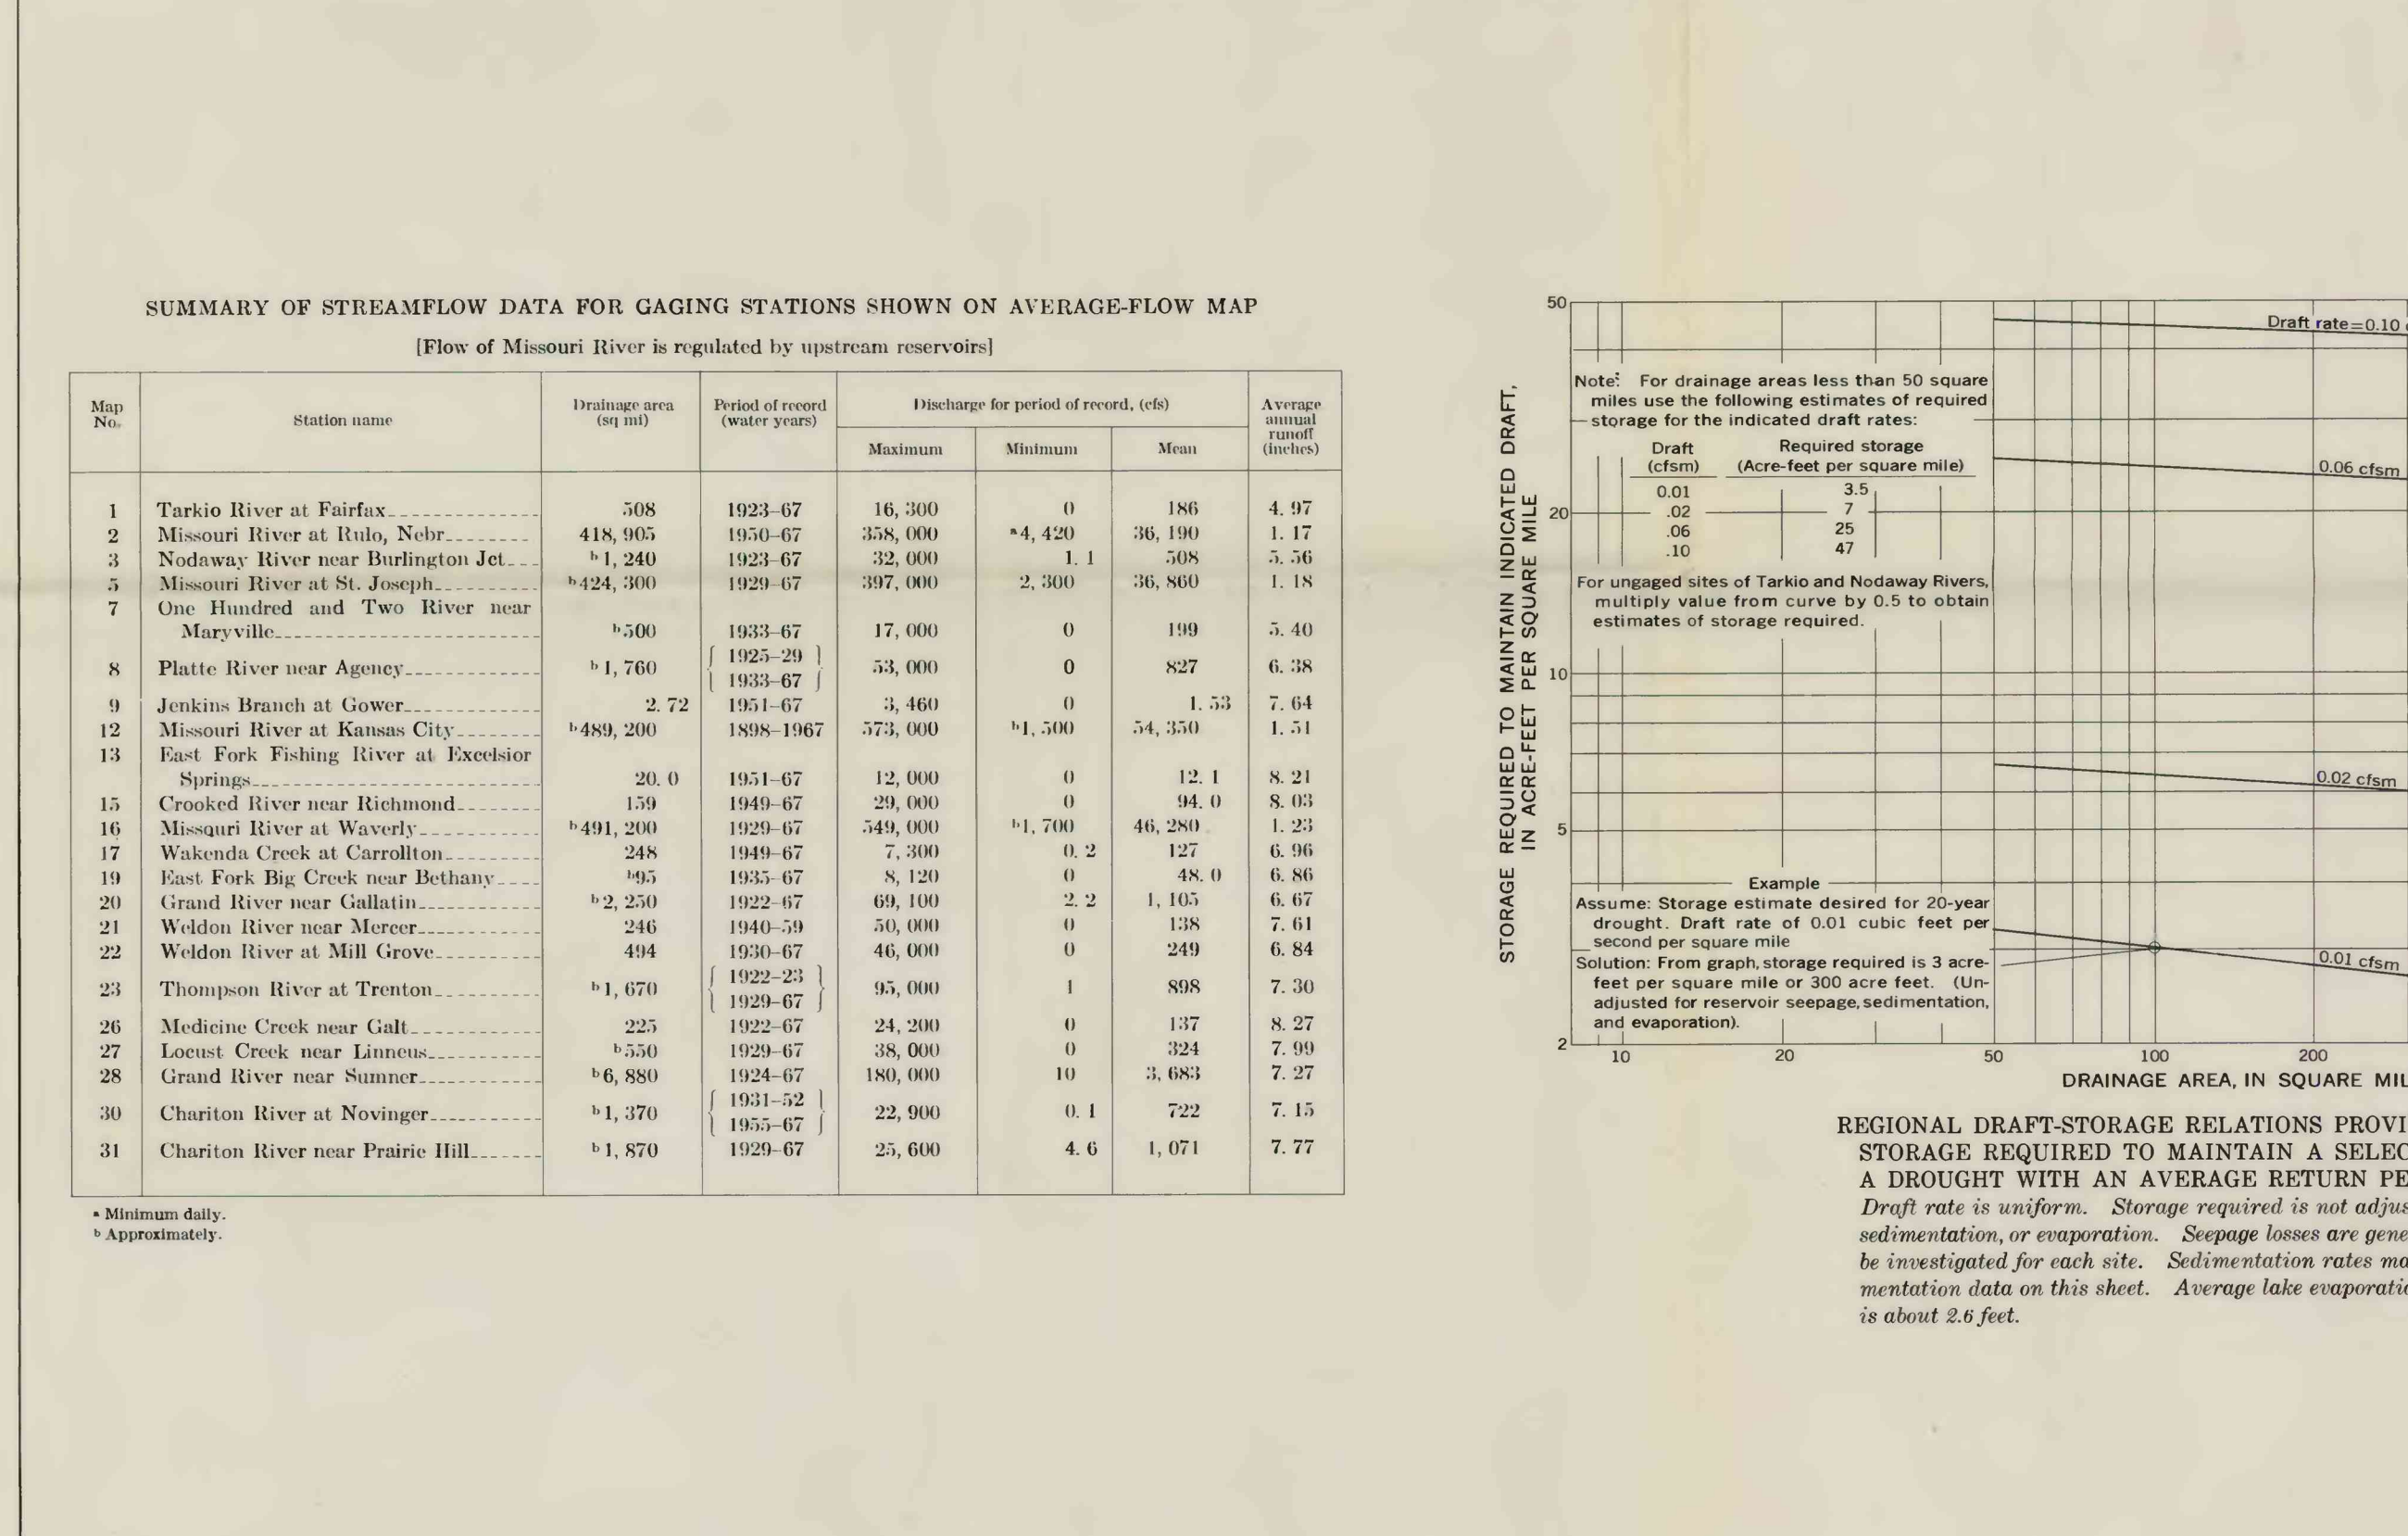 SUMMARY OF STREAMFLOW DATA FOR GAGING STATIONS SHOWN ON AVERAGE-FLOW MAP
[Flow of Missouri River is regulated by upstream reservoirs]
Map No. Station name Drainage area (sq mi) Period of record (water years) Discharge for period of record, (cfs) Average annual runoff (inches)
Maximum Minimum Mean
1 Tarkio River at Fairfax 508 1923–67 16,300 0 186 4.97
2 Missouri River at Rulo, Nebr 418,905 1950–67 358,000 a4,420 36,190 1.17
3 Nodaway River near Burlington Jct b1,240 1923–67 32,000 1.1 508 5.56
5 Missouri River at St. Joseph b424,300 1929–67 397,000 2,300 36,860 1.18
7 One Hundred and Two River near
Maryville b500 1933–67 17,000 0 199 5.40
8 Platte River near Agency b1,760 {1925–29} {1933–67} 53,000 0 827 6.38
9 Jenkins Branch at Gower 2.72 1951–67 3,460 0 1.53 7.64
12 Missouri River at Kansas City b489,200 1898–1967 573,000 b1,500 54,350 1.51
13 East Fork Fishing River at Excelsior
Springs 20.0 1951–67 12,000 0 12.1 8.21
15 Crooked River near Richmond 159 1949–67 29,000 0 94.0 8.03
16 Missouri River at Waverly b491,200 1929–67 549,000 b1,700 46,280 1.23
17 Wakenda Creek at Carrollton 248 1949–67 7,300 0.2 127 6.96
19 East Fork Big Creek near Bethany b95 1935–67 8,120 0 48.0 6.86
20 Grand River near Gallatin b2,250 1922–67 69,100 2.2 1,105 6.67
21 Weldon River near Mercer 246 1940–59 50,000 0 138 7.61
22 Weldon River at Mill Grove 494 1930–67 46,000 0 249 6.84
23 Thompson River at Trenton b1,670 {1922–23} {1929–67} 95,000 1 898 7.30
26 Medicine Creek near Galt 225 1922–67 24,200 0 137 8.27
27 Locust Creek near Linneus b550 1929–67 38,000 0 324 7.99
28 Grand River near Sumner b6,880 1924–67 180,000 10 3,683 7.27
30 Chariton River at Novinger b1,370 {1931–52} {1955–67} 22,900 0.1 722 7.15
31 Chariton River near Prairie Hill b1,870 1929–67 25,600 4.6 1,071 7.77
a Minimum daily.
b Approximately.
STORAGE REQUIRED TO MAINTAIN INDICATED DRAFT,
IN ACRE-FEET PER SQUARE MILE
50
20
10
5
2
Draft rate=0.10
Note: For drainage areas less than 50 square
miles use the following estimates of required
storage for the indicated draft rates:
Draft Required storage
(cfsm) (Acre-feet per square mile)
0.01 3.5
.02 7
.06 25
.10 47
For ungaged sites of Tarkio and Nodaway Rivers,
multiply value from curve by 0.5 to obtain
estimates of storage required.
0.06 cfsm
0.02 cfsm
Example
Assume: Storage estimate desired for 20-year
drought. Draft rate of 0.01 cubic feet per
second per square mile
Solution: From graph, storage required is 3 acre-
feet per square mile or 300 acre feet. (Un-
adjusted for reservoir seepage, sedimentation,
and evaporation).
0.01 cfsm
10 20 50 100 200
DRAINAGE AREA, IN SQUARE MIL
REGIONAL DRAFT-STORAGE RELATIONS PROVI
STORAGE REQUIRED TO MAINTAIN A SELEC
A DROUGHT WITH AN AVERAGE RETURN PE
Draft rate is uniform. Storage required is not adjus
sedimentation, or evaporation. Seepage losses are gene
be investigated for each site. Sedimentation rates ma
mentation data on this sheet. Average lake evaporati
is about 2.6 feet.